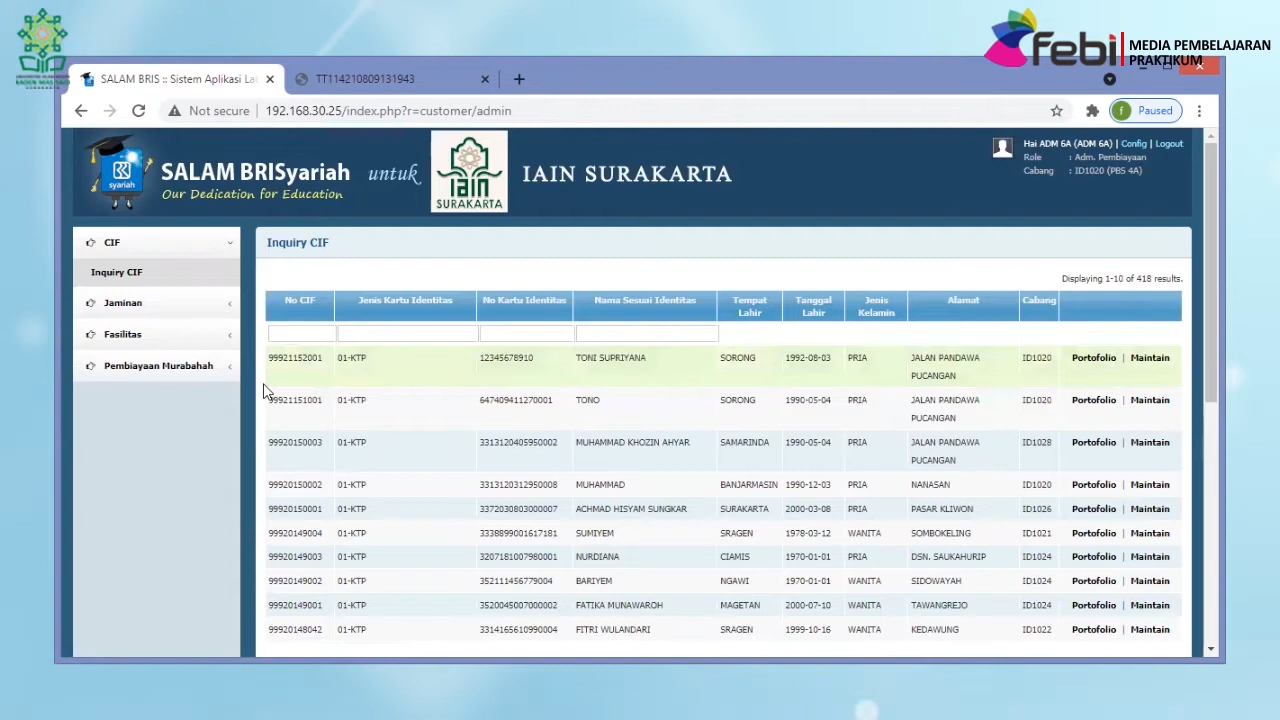 febi MEDIA PEMBELAJARAN PRAKTIKUM
SALAM BRIS :: Sistem Aplikasi La
TT114210809131943
Not secure 192.168.30.25/index.php?r=customer/admin
f Paused
SALAM BRISyariah untuk IAIN SURAKARTA
Our Dedication for Education
syariah
iain
SURAKARTA
Hai ADM 6A (ADM 6A) | Config | Logout
Role : Adm. Pembiayaan
Cabang : ID1020 (PBS 4A)
CIF
Inquiry CIF
Jaminan
Fasilitas
Pembiayaan Murabahah
Inquiry CIF
Displaying 1-10 of 418 results.
No CIF Jenis Kartu Identitas No Kartu Identitas Nama Sesuai Identitas Tempat Lahir Tanggal Lahir Jenis Kelamin Alamat Cabang
99921152001 01-KTP 12345678910 TONI SUPRIYANA SORONG 1992-08-03 PRIA JALAN PANDAWA PUCANGAN ID1020 Portofolio | Maintain
99921151001 01-KTP 647409411270001 TONO SORONG 1990-05-04 PRIA JALAN PANDAWA PUCANGAN ID1020 Portofolio | Maintain
99920150003 01-KTP 3313120405950002 MUHAMMAD KHOZIN AHYAR SAMARINDA 1990-05-04 PRIA JALAN PANDAWA PUCANGAN ID1028 Portofolio | Maintain
99920150002 01-KTP 3313120312950008 MUHAMMAD BANJARMASIN 1990-12-03 PRIA NANASAN ID1020 Portofolio | Maintain
99920150001 01-KTP 3372030803000007 ACHMAD HISYAM SUNGKAR SURAKARTA 2000-03-08 PRIA PASAR KLIWON ID1026 Portofolio | Maintain
99920149004 01-KTP 3338899001617181 SUMIYEM SRAGEN 1978-03-12 WANITA SOMBOKELING ID1021 Portofolio | Maintain
99920149003 01-KTP 3207181007980001 NURDIANA CIAMIS 1970-01-01 PRIA DSN. SAUKAHURIP ID1024 Portofolio | Maintain
99920149002 01-KTP 352111456779004 BARIYEM NGAWI 1970-01-01 WANITA SIDOWAYAH ID1024 Portofolio | Maintain
99920149001 01-KTP 3520045007000002 FATIKA MUNAWAROH MAGETAN 2000-07-10 WANITA TAWANGREJO ID1024 Portofolio | Maintain
99920148042 01-KTP 3314165610990004 FITRI WULANDARI SRAGEN 1999-10-16 WANITA KEDAWUNG ID1022 Portofolio | Maintain